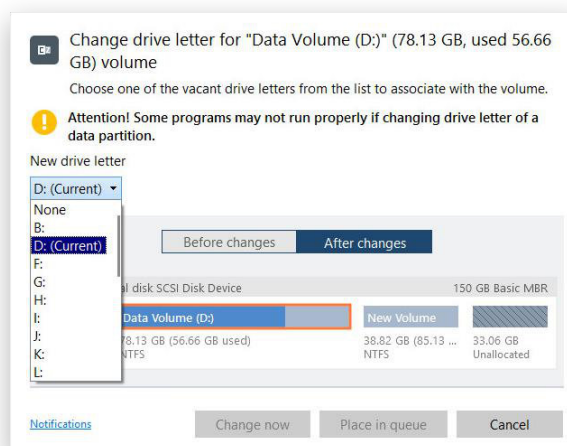 Change drive letter for "Data Volume (D:)" (78.13 GB, used 56.66
GB) volume
Choose one of the vacant drive letters from the list to associate with the volume.
Attention! Some programs may not run properly if changing drive letter of a
data partition.
New drive letter
D: (Current)
None
B:
D: (Current)
F:
G:
H:
I:
J:
K:
L:
Before changes
After changes
disk SCSI Disk Device
150 GB Basic MBR
Data Volume (D:)
New Volume
78.13 GB (56.66 GB used)
38.82 GB (85.13 ...
33.06 GB
NTFS
NTFS
Unallocated
Notifications
Change now
Place in queue
Cancel